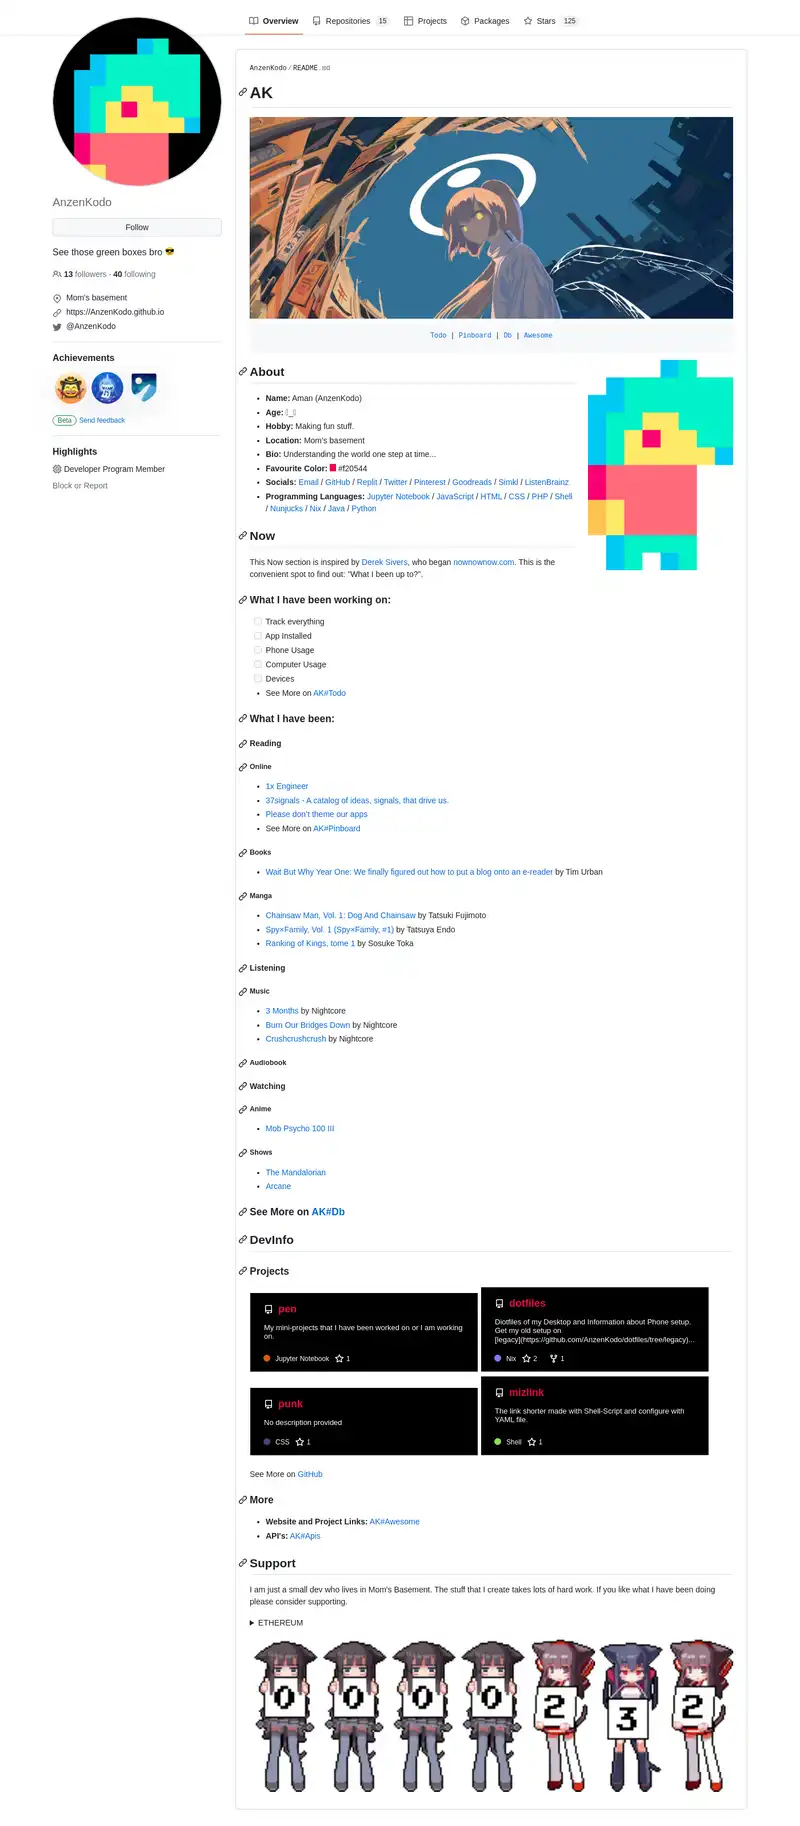 Overview Repositories 15 Projects Packages Stars 125
AnzenKodo
Follow
See those green boxes bro
13 followers · 40 following
Mom's basement
https://AnzenKodo.github.io
@AnzenKodo
Achievements
Beta Send feedback
Highlights
Developer Program Member
Block or Report
AnzenKodo/README.md
AK
Todo | Pinboard | Db | Awesome
About
Name: Aman (AnzenKodo)
Age:
Hobby: Making fun stuff.
Location: Mom's basement
Bio: Understanding the world one step at time...
Favourite Color: #f20544
Socials: Email / GitHub / Replit / Twitter / Pinterest / Goodreads / Simkl / ListenBrainz
Programming Languages: Jupyter Notebook / JavaScript / HTML / CSS / PHP / Shell
/ Nunjucks / Nix / Java / Python
Now
This Now section is inspired by Derek Sivers, who began nownownow.com. This is the
convenient spot to find out: "What I been up to?".
What I have been working on:
Track everything
App Installed
Phone Usage
Computer Usage
Devices
See More on AK#Todo
What I have been:
Reading
Online
1x Engineer
37signals - A catalog of ideas, signals, that drive us.
Please don't theme our apps
See More on AK#Pinboard
Books
Wait But Why Year One: We finally figured out how to put a blog onto an e-reader by Tim Urban
Manga
Chainsaw Man, Vol. 1: Dog And Chainsaw by Tatsuki Fujimoto
Spy×Family, Vol. 1 (Spy×Family, #1) by Tatsuya Endo
Ranking of Kings, tome 1 by Sosuke Toka
Listening
Music
3 Months by Nightcore
Burn Our Bridges Down by Nightcore
Crushcrushcrush by Nightcore
Audiobook
Watching
Anime
Mob Psycho 100 III
Shows
The Mandalorian
Arcane
See More on AK#Db
DevInfo
Projects
pen
My mini-projects that I have been worked on or I am working
on.
Jupyter Notebook 1
dotfiles
Diotfiles of my Desktop and Information about Phone setup.
Get my old setup on
[legacy](https://github.com/AnzenKodo/dotfiles/tree/legacy)...
Nix 2 1
punk
No description provided
CSS 1
mizlink
The link shorter made with Shell-Script and configure with
YAML file.
Shell 1
See More on GitHub
More
Website and Project Links: AK#Awesome
API's: AK#Apis
Support
I am just a small dev who lives in Mom's Basement. The stuff that I create takes lots of hard work. If you like what I have been doing
please consider supporting.
ETHEREUM
0 0 0 0 2 3 2